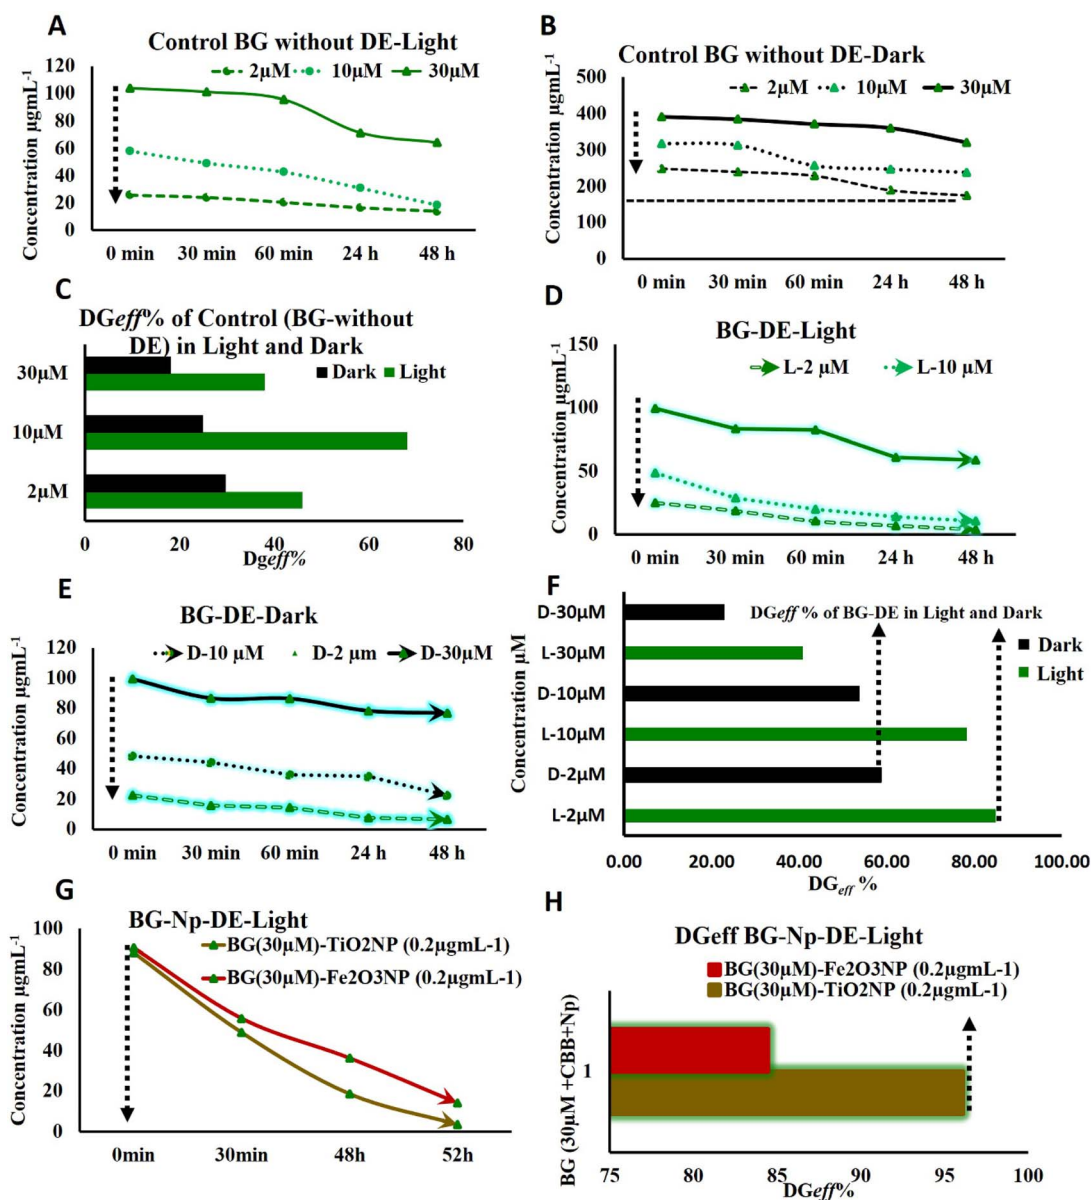 A
Control BG without DE-Light
2µM
10µM
30µM
Concentration µgmL-1
120
100
80
60
40
20
0
0 min
30 min
60 min
24 h
48 h
B
Control BG without DE-Dark
2µM
10µM
30µM
Concentration µgmL-1
500
400
300
200
100
000
0 min
30 min
60 min
24 h
48 h
C
DGeff% of Control (BG-without
DE) in Light and Dark
Dark
Light
30µM
10µM
2µM
0
20
40
60
80
Dgeff%
D
BG-DE-Light
L-2 µM
L-10 µM
Concentration µgmL-1
150
100
50
0
0 min
30 min
60 min
24 h
48 h
E
BG-DE-Dark
D-10 µM
D-2 µm
D-30µM
Concentration µgmL-1
120
100
80
60
40
20
0
0 min
30 min
60 min
24 h
48 h
F
DGeff % of BG-DE in Light and Dark
Dark
Light
Concentration µM
D-30µM
L-30µM
D-10µM
L-10µM
D-2µM
L-2µM
0.00
20.00
40.00
60.00
80.00
100.00
DGeff %
G
BG-Np-DE-Light
BG(30µM)-TiO2NP (0.2µgmL-1)
BG(30µM)-Fe2O3NP (0.2µgmL-1)
Concentration µgmL-1
100
80
60
40
20
0
0min
30min
48h
52h
H
DGeff BG-Np-DE-Light
BG(30µM)-Fe2O3NP (0.2µgmL-1)
BG(30µM)-TiO2NP (0.2µgmL-1)
BG (30µM +CBB+Np)
1
75
80
85
90
95
100
DGeff%